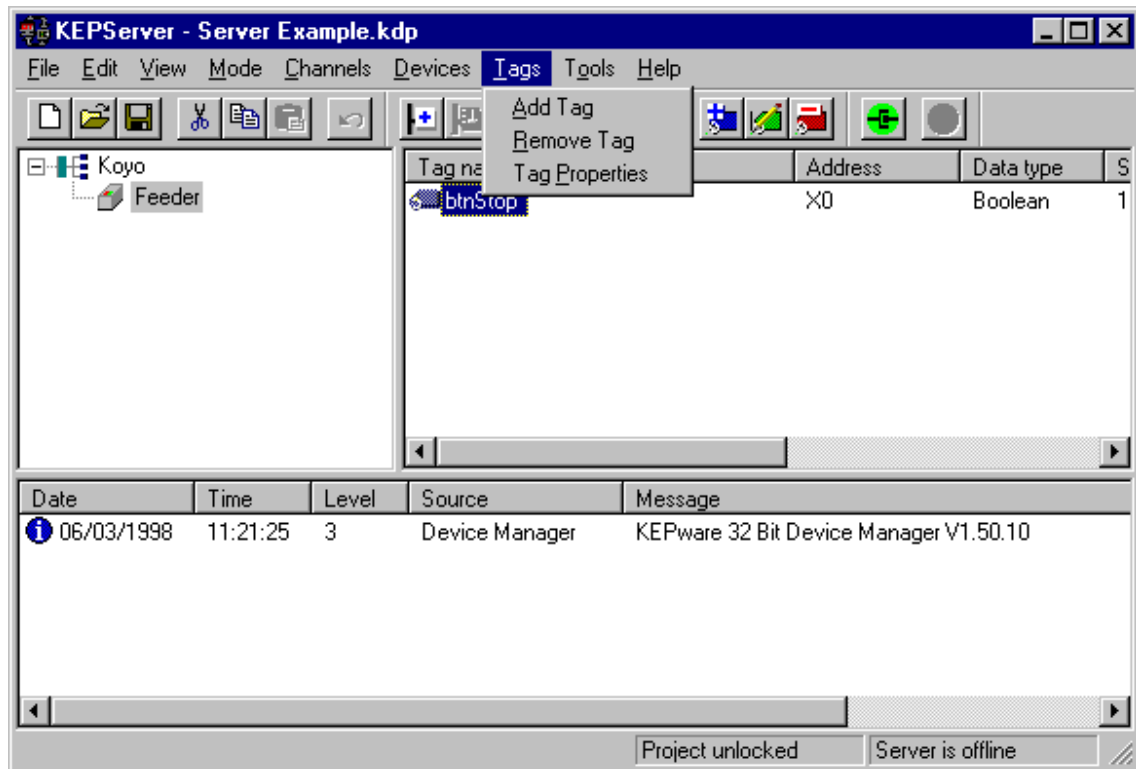 KEPServer - Server Example.kdp
File Edit View Mode Channels Devices Tags Tools Help
Add Tag
Remove Tag
Tag Properties
Koyo
Feeder
Tag na Address Data type S
btnStop X0 Boolean 1
Date Time Level Source Message
06/03/1998 11:21:25 3 Device Manager KEPware 32 Bit Device Manager V1.50.10
Project unlocked Server is offline